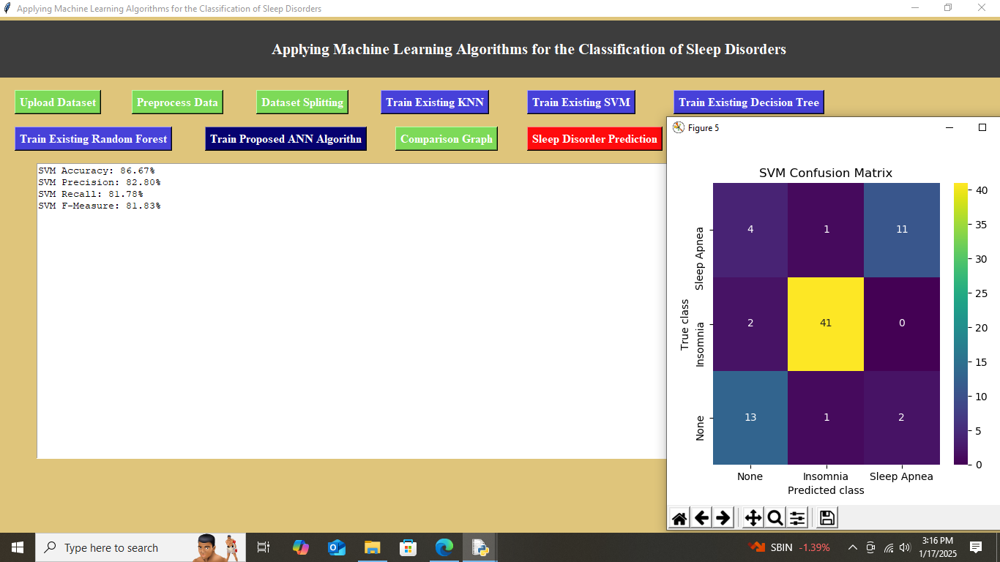 Applying Machine Learning Algorithms for the Classification of Sleep Disorders
Applying Machine Learning Algorithms for the Classification of Sleep Disorders
Upload Dataset Preprocess Data Dataset Splitting Train Existing KNN Train Existing SVM Train Existing Decision Tree
Train Existing Random Forest Train Proposed ANN Algorithn Comparison Graph Sleep Disorder Prediction
SVM Accuracy: 86.67%
SVM Precision: 82.80%
SVM Recall: 81.78%
SVM F-Measure: 81.83%
Figure 5
SVM Confusion Matrix
True class
Sleep Apnea 4 1 11
Insomnia 2 41 0
None 13 1 2
None Insomnia Sleep Apnea
Predicted class
40
35
30
25
20
15
10
5
0
Type here to search
SBIN -1.39%
3:16 PM
1/17/2025